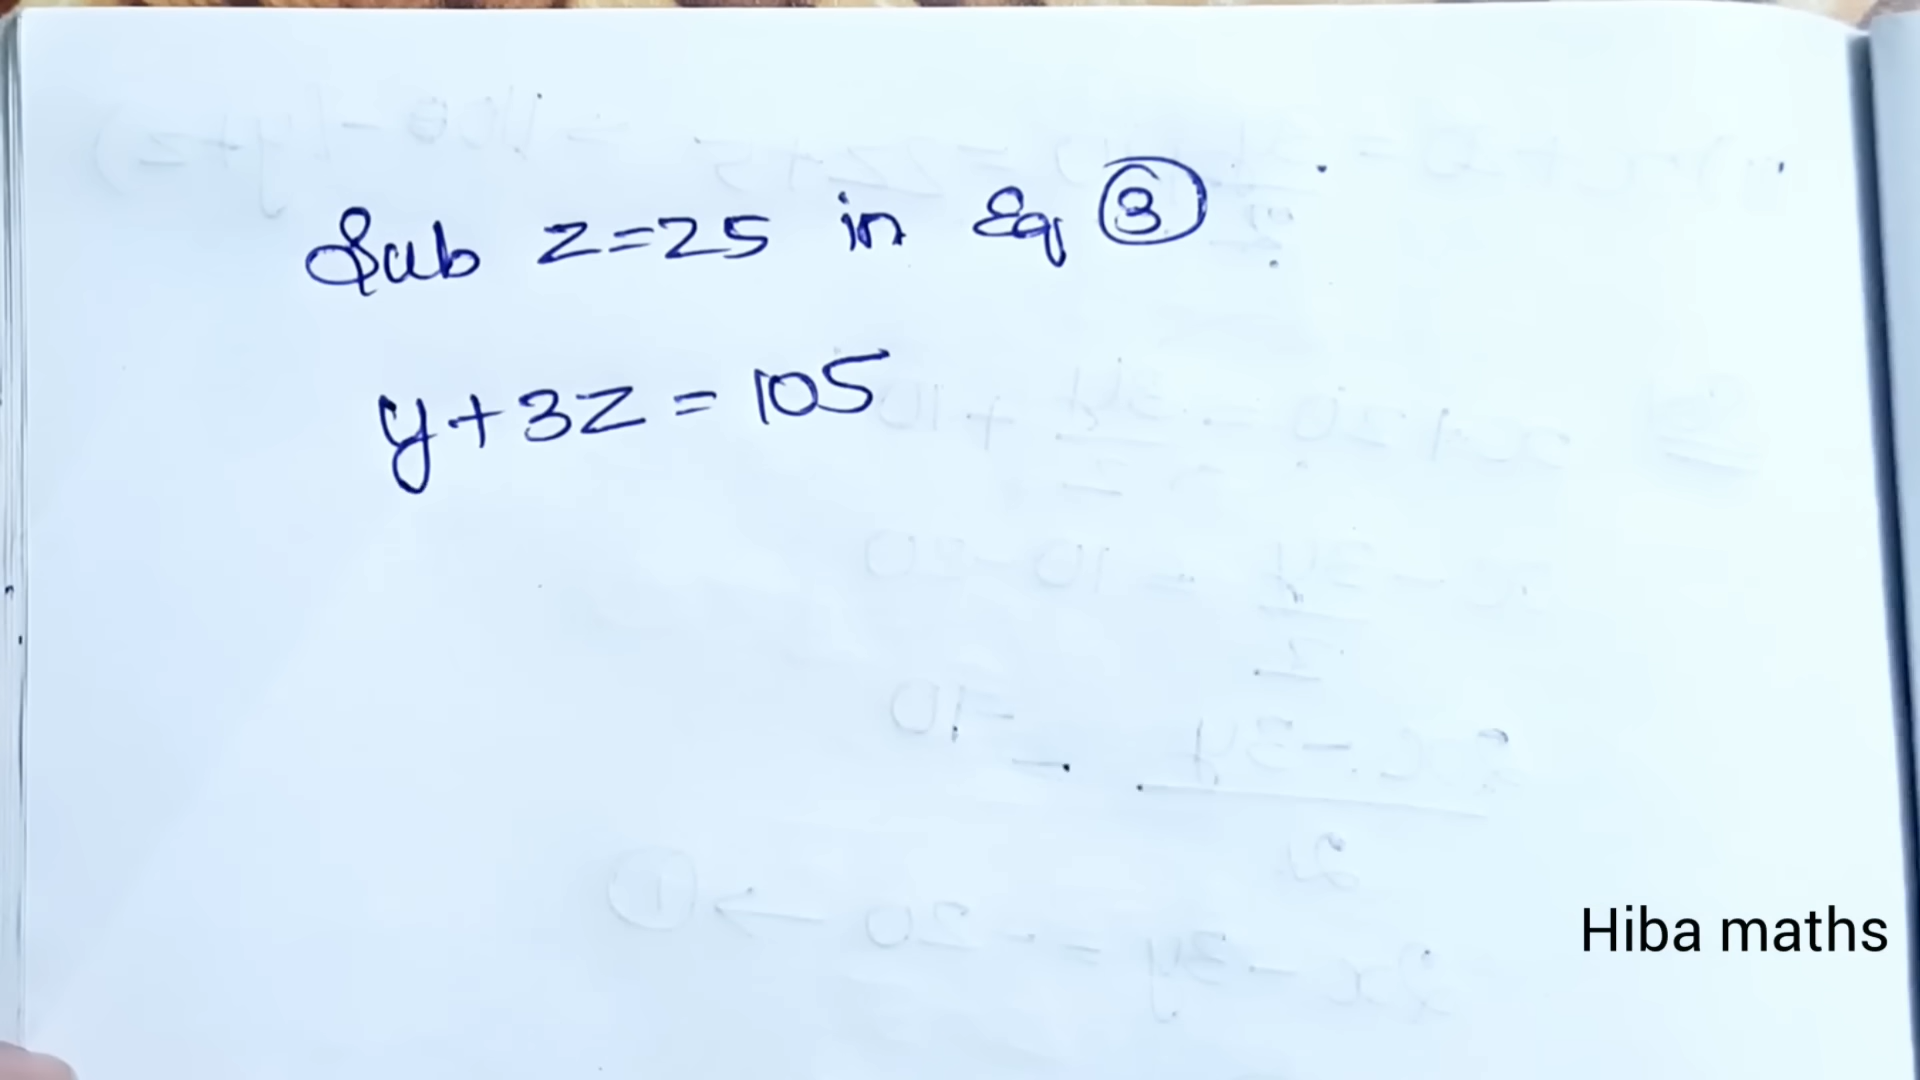 Sub z=25 in Eq ③
y+3z = 105
Hiba maths